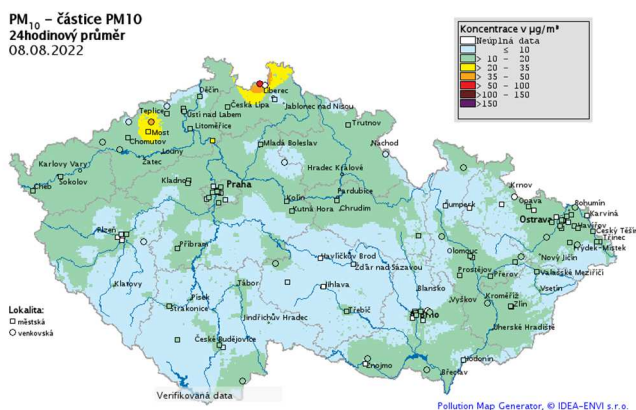 PM10 – částice PM10
24hodinový průměr
08.08.2022
Koncentrace v µg/m³
Neúplná data
≤ 10
> 10 - 20
> 20 - 35
> 35 - 50
> 50 - 100
>100 - 150
>150
Děčín
Liberec
Teplice
Česká Lípa
Jablonec nad Nisou
Ústí nad Labem
Most
Litoměřice
Trutnov
Chomutov
Mladá Boleslav
Náchod
Louny
Žatec
Karlovy Vary
Hradec Králové
Sokolov
Kladno
Praha
Cheb
Pardubice
Krnov
Kolín
Opava
Bohumín
Kutná Hora
Chrudim
Šumperk
Karviná
Ostrava
Havířov
Plzeň
Český Těšín
Třinec
Příbram
Olomouc
Frýdek-Místek
Havlíčkův Brod
Nový Jičín
Žďár nad Sázavou
Prostějov
Přerov
Valašské Meziříčí
Klatovy
Tábor
Jihlava
Blansko
Vsetín
Písek
Vyškov
Kroměříž
Strakonice
Třebíč
Zlín
Jindřichův Hradec
Brno
Uherské Hradiště
České Budějovice
Znojmo
Hodonín
Břeclav
Lokalita:
městská
venkovská
Verifikovaná data
Pollution Map Generator, © IDEA-ENVI s.r.o.